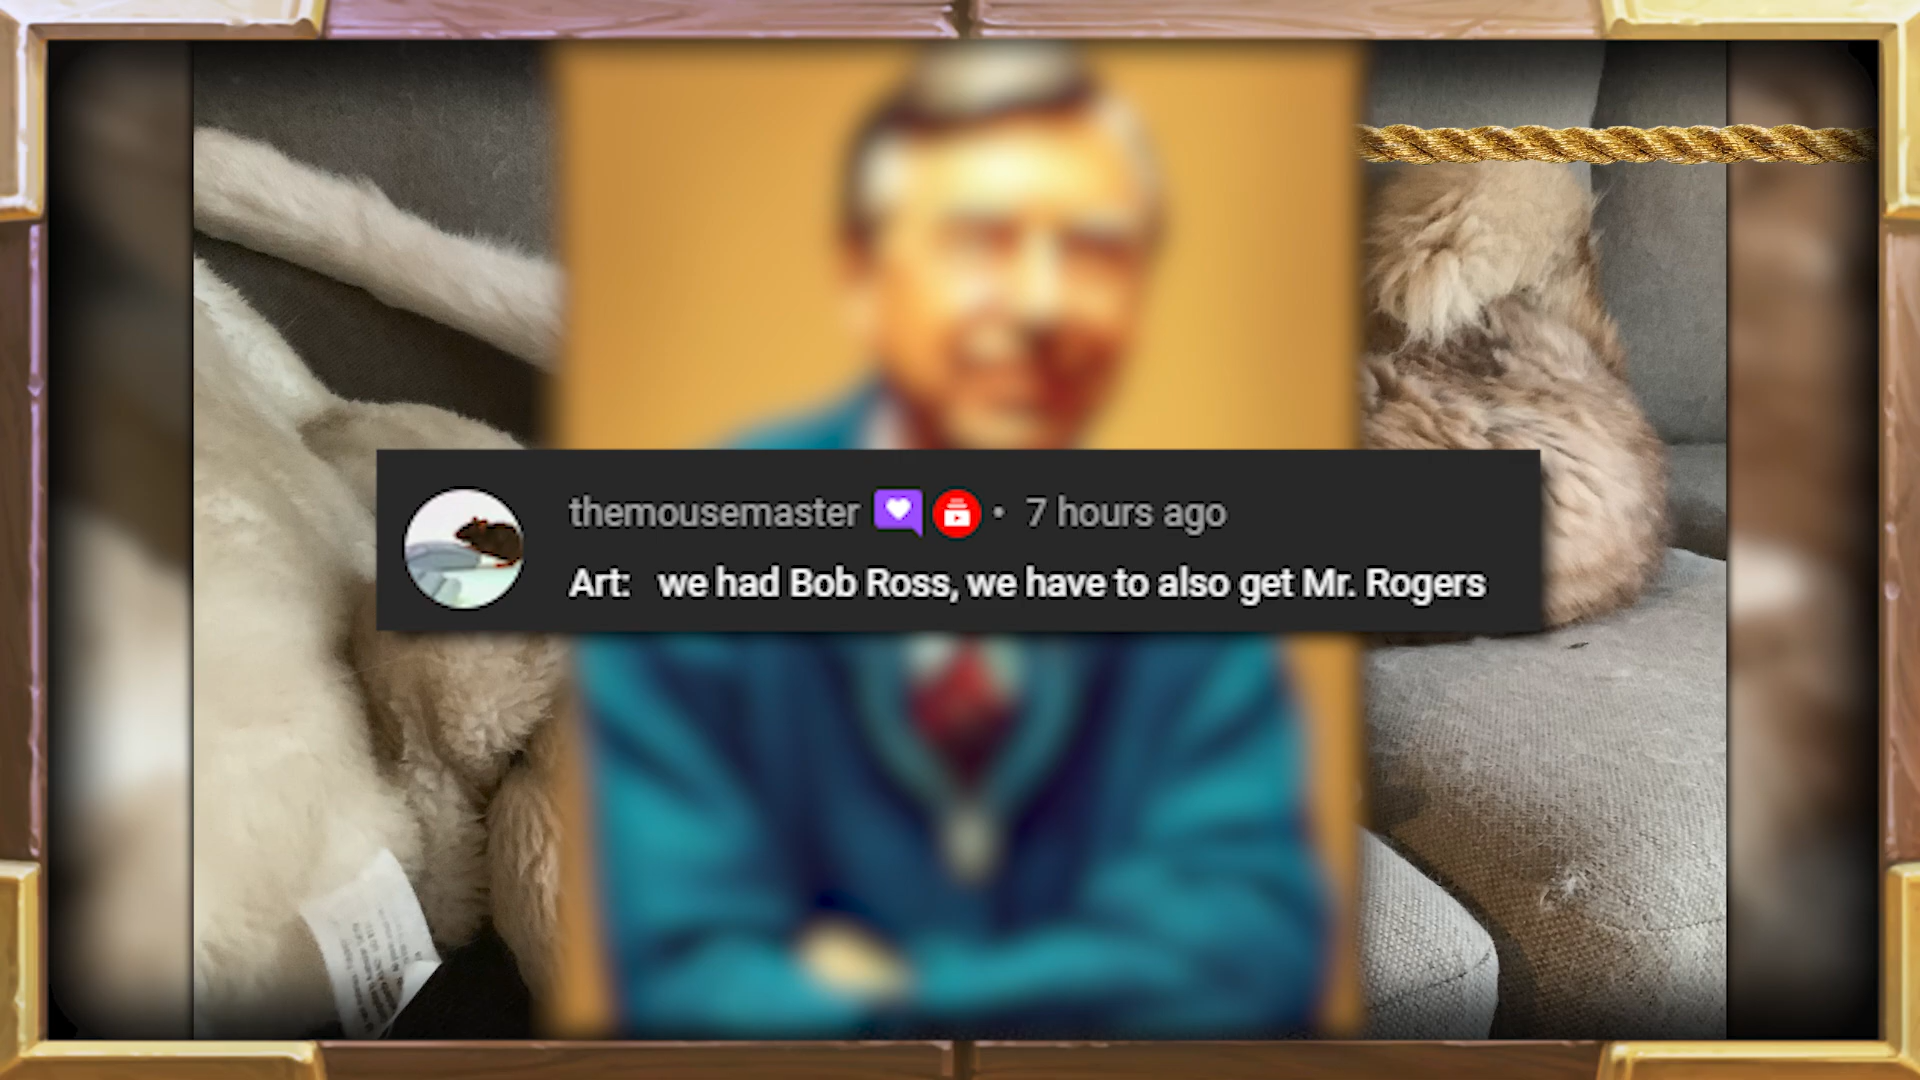 themousemaster • 7 hours ago
Art: we had Bob Ross, we have to also get Mr. Rogers